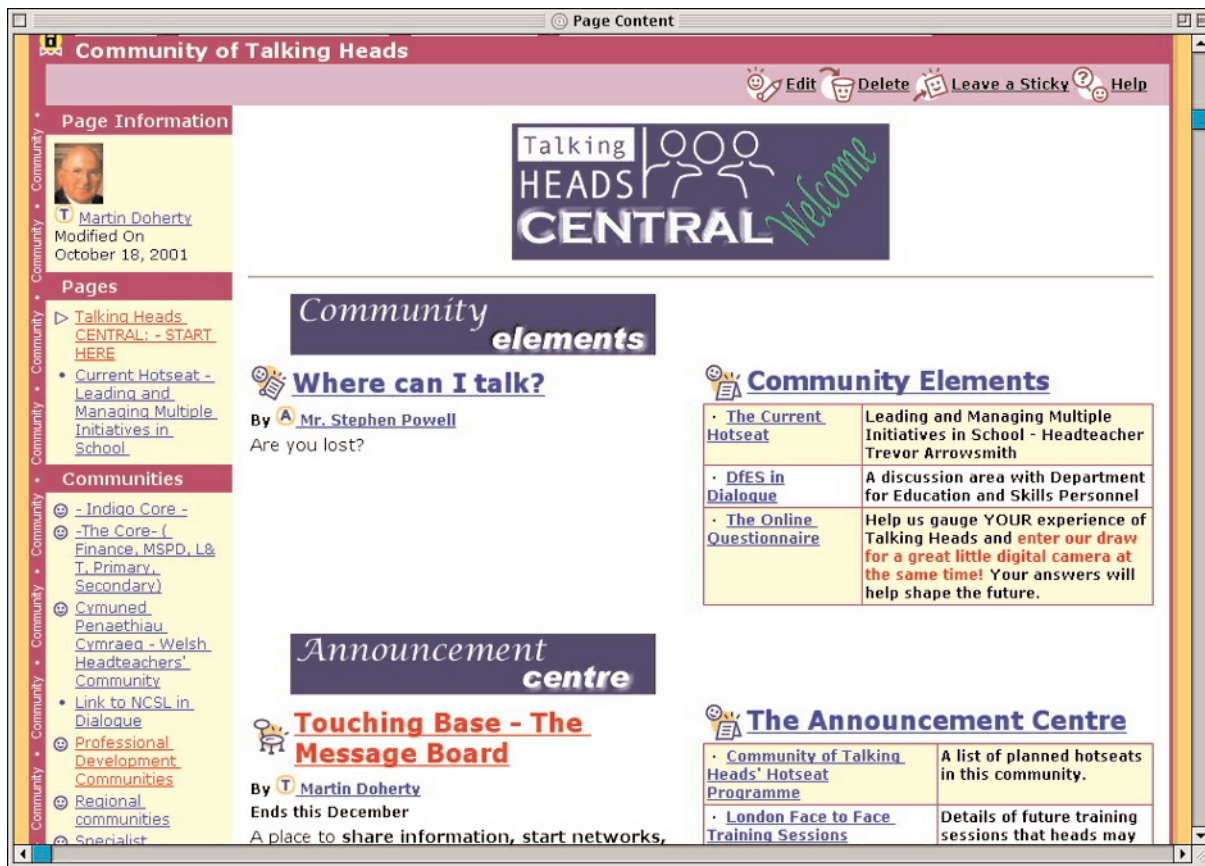 Page Content
Community of Talking Heads
Edit Delete Leave a Sticky Help
Community • Community • Community • Community • Community • Community • Community
Page Information
T Martin Doherty
Modified On
October 18, 2001
Pages
Talking Heads
CENTRAL: - START
HERE
• Current Hotseat -
Leading and
Managing Multiple
Initiatives in
School
Communities
- Indigo Core -
-The Core- (
Finance, MSPD, L&
T, Primary,
Secondary)
Cymuned
Penaethiau
Cymraeg - Welsh
Headteachers'
Community
• Link to NCSL in
Dialogue
Professional
Development
Communities
Regional
communities
Specialist
Talking
HEADS
CENTRAL
Welcome
Community
elements
Where can I talk?
By A Mr. Stephen Powell
Are you lost?
Community Elements
· The Current
Hotseat
Leading and Managing Multiple
Initiatives in School - Headteacher
Trevor Arrowsmith
· DfES in
Dialogue
A discussion area with Department
for Education and Skills Personnel
· The Online
Questionnaire
Help us gauge YOUR experience of
Talking Heads and enter our draw
for a great little digital camera at
the same time! Your answers will
help shape the future.
Announcement
centre
Touching Base - The
Message Board
By T Martin Doherty
Ends this December
A place to share information, start networks,
The Announcement Centre
· Community of Talking
Heads' Hotseat
Programme
A list of planned hotseats
in this community.
· London Face to Face
Training Sessions
Details of future training
sessions that heads may